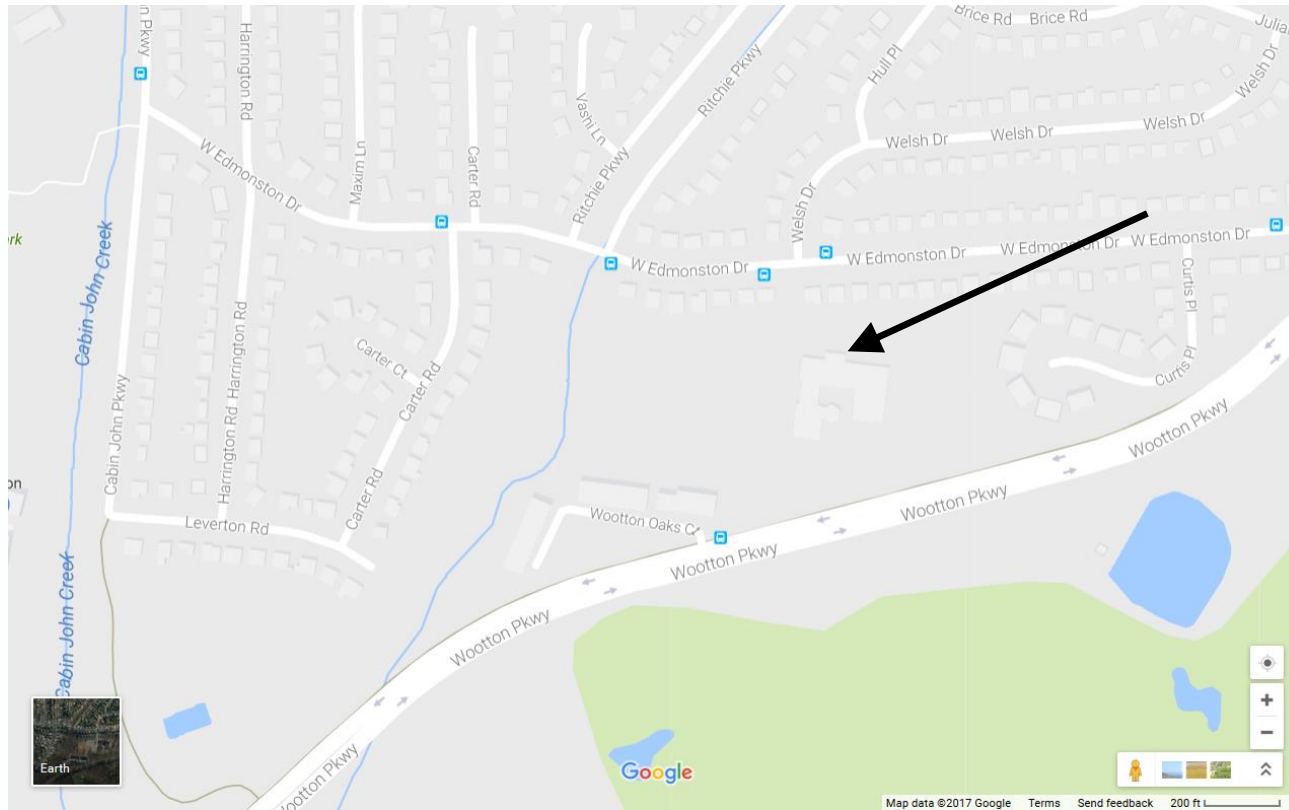 Brice Rd
Brice Rd
Julia
n Pkwy
Harrington Rd
Hull Pl
Welsh Dr
Ritchie Pkwy
Vashi Ln
Welsh Dr
Welsh Dr
Welsh Dr
W Edmonston Dr
Maxim Ln
Carter Rd
Ritchie Pkwy
Welsh Dr
rk
Cabin John Creek
W Edmonston Dr
W Edmonston Dr
W Edmonston Dr
W Edmonston Dr
Curtis Pl
Harrington Rd
Carter Ct
Carter Rd
Curtis Pl
Cabin John Pkwy
Harrington Rd
Wootton Pkwy
on
Carter Rd
Wootton Pkwy
Leverton Rd
Wootton Oaks Ct
Wootton Pkwy
Cabin John Creek
Wootton Pkwy
Wootton Pkwy
Earth
Google
Map data ©2017 Google Terms Send feedback 200 ft